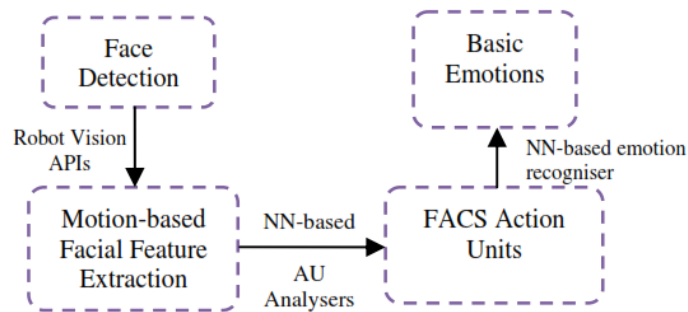 Face
Detection
Robot Vision
APIs
Motion-based
Facial Feature
Extraction
NN-based
AU
Analysers
FACS Action
Units
NN-based emotion
recogniser
Basic
Emotions